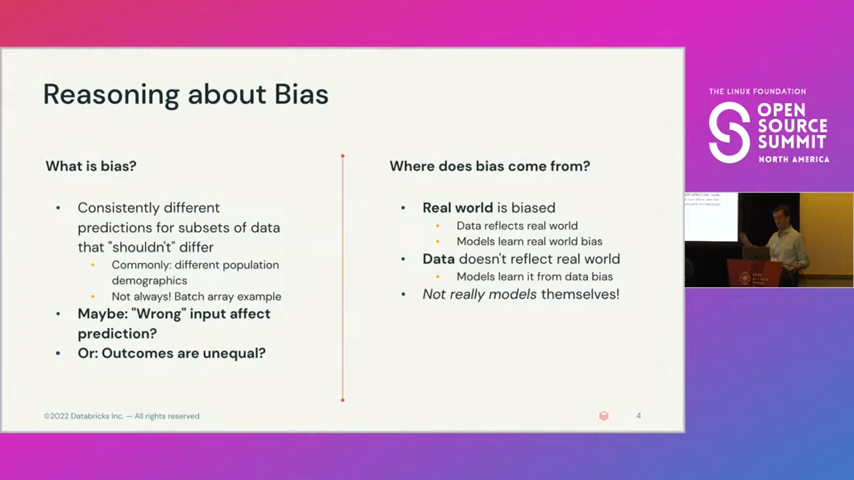 Reasoning about Bias
What is bias?
• Consistently different
predictions for subsets of data
that "shouldn't" differ
• Commonly: different population
demographics
• Not always! Batch array example
• Maybe: "Wrong" input affect
prediction?
• Or: Outcomes are unequal?
Where does bias come from?
• Real world is biased
• Data reflects real world
• Models learn real world bias
• Data doesn't reflect real world
• Models learn it from data bias
• Not really models themselves!
©2022 Databricks Inc. — All rights reserved
4
THE LINUX FOUNDATION
OPEN
SOURCE
SUMMIT
NORTH AMERICA